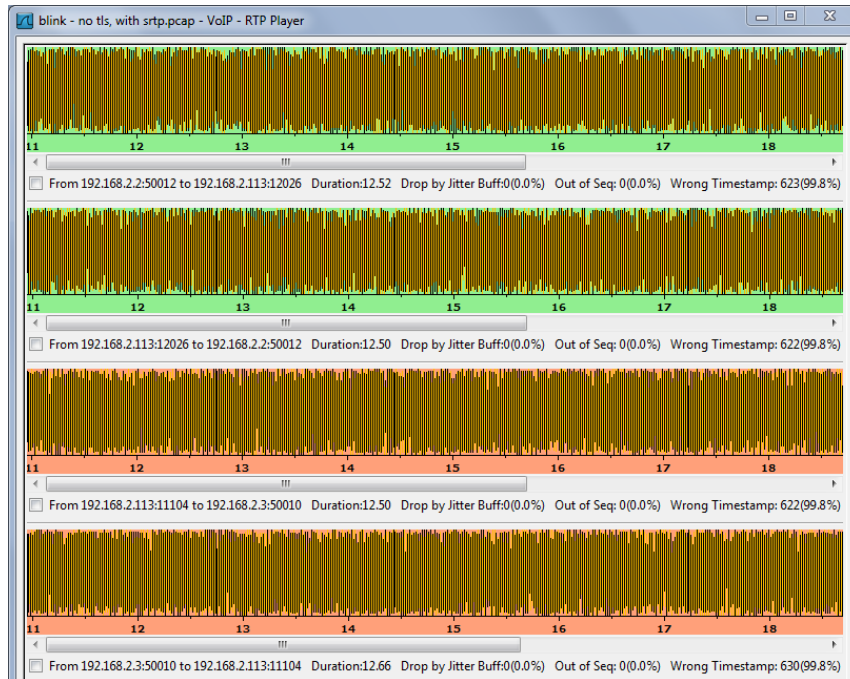 blink - no tls, with srtp.pcap - VoIP - RTP Player
11 12 13 14 15 16 17 18
From 192.168.2.2:50012 to 192.168.2.113:12026 Duration:12.52 Drop by Jitter Buff:0(0.0%) Out of Seq: 0(0.0%) Wrong Timestamp: 623(99.8%)
11 12 13 14 15 16 17 18
From 192.168.2.113:12026 to 192.168.2.2:50012 Duration:12.50 Drop by Jitter Buff:0(0.0%) Out of Seq: 0(0.0%) Wrong Timestamp: 622(99.8%)
11 12 13 14 15 16 17 18
From 192.168.2.113:11104 to 192.168.2.3:50010 Duration:12.50 Drop by Jitter Buff:0(0.0%) Out of Seq: 0(0.0%) Wrong Timestamp: 622(99.8%)
11 12 13 14 15 16 17 18
From 192.168.2.3:50010 to 192.168.2.113:11104 Duration:12.66 Drop by Jitter Buff:0(0.0%) Out of Seq: 0(0.0%) Wrong Timestamp: 630(99.8%)